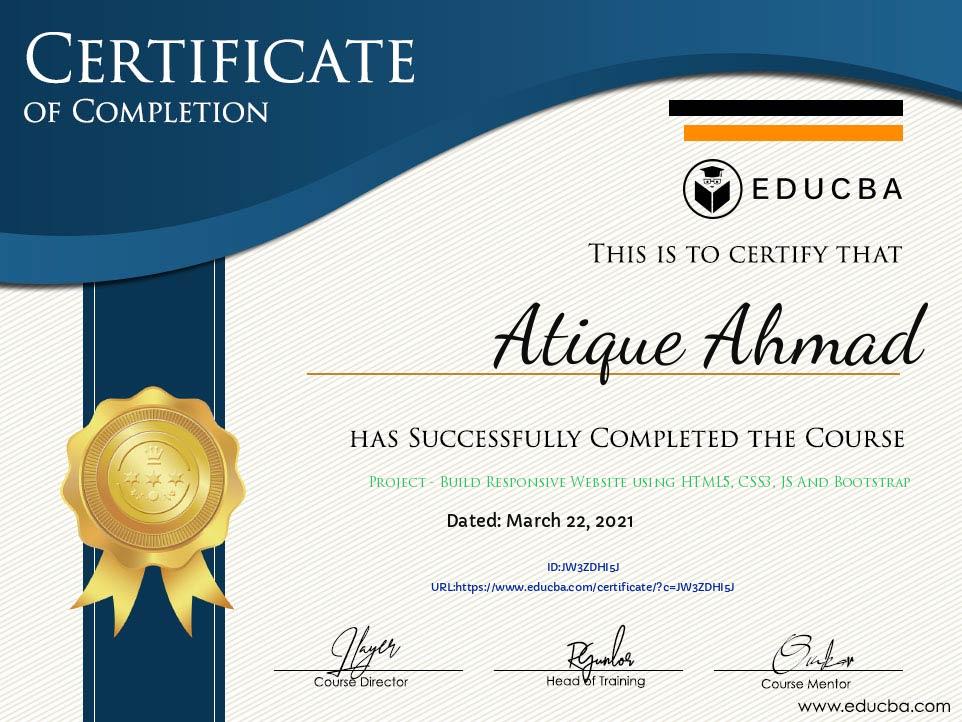 CERTIFICATE
OF COMPLETION
EDUCBA
THIS IS TO CERTIFY THAT
Atique Ahmad
HAS SUCCESSFULLY COMPLETED THE COURSE
PROJECT - BUILD RESPONSIVE WEBSITE USING HTML5, CSS3, JS AND BOOTSTRAP
Dated: March 22, 2021
ID:JW3ZDHI5J
URL:https://www.educba.com/certificate/?c=JW3ZDHI5J
Course Director
Head of Training
Course Mentor
www.educba.com